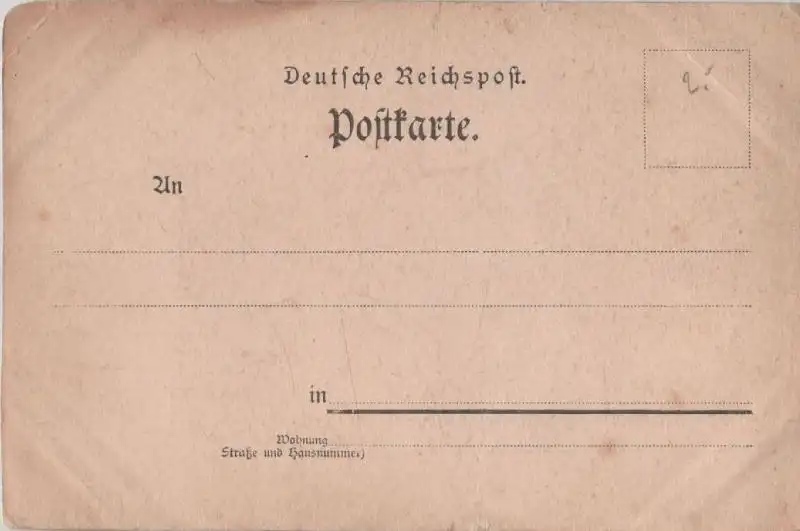 Deutſche Reichspoſt.
Poſtkarte.
An
in
Wohnung
Straße und Hausnummer)